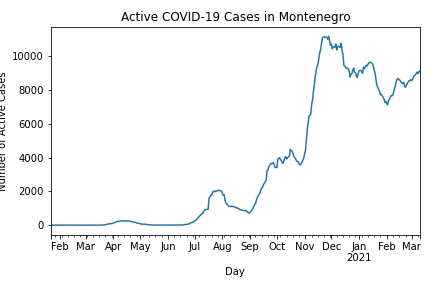 Active COVID-19 Cases in Montenegro
Number of Active Cases
10000
8000
6000
4000
2000
0
Feb Mar Apr May Jun Jul Aug Sep Oct Nov Dec Jan Feb Mar
2021
Day